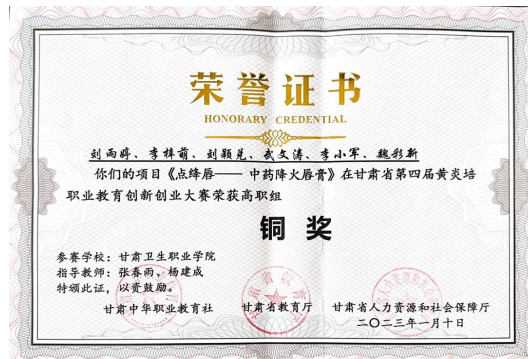 荣誉证书
HONORARY CREDENTIAL
刘雨婷、李梓萌、刘颖尧、武文涛、李小军、魏彩新
你们的项目《点绛唇——中药降火唇膏》在甘肃省第四届黄炎培
职业教育创新创业大赛荣获高职组
铜奖
参赛学校：甘肃卫生职业学院
指导教师：张春雨、杨建成
特颁此证，以资鼓励。
甘肃中华职业教育社 甘肃省教育厅 甘肃省人力资源和社会保障厅
二〇二三年一月十日